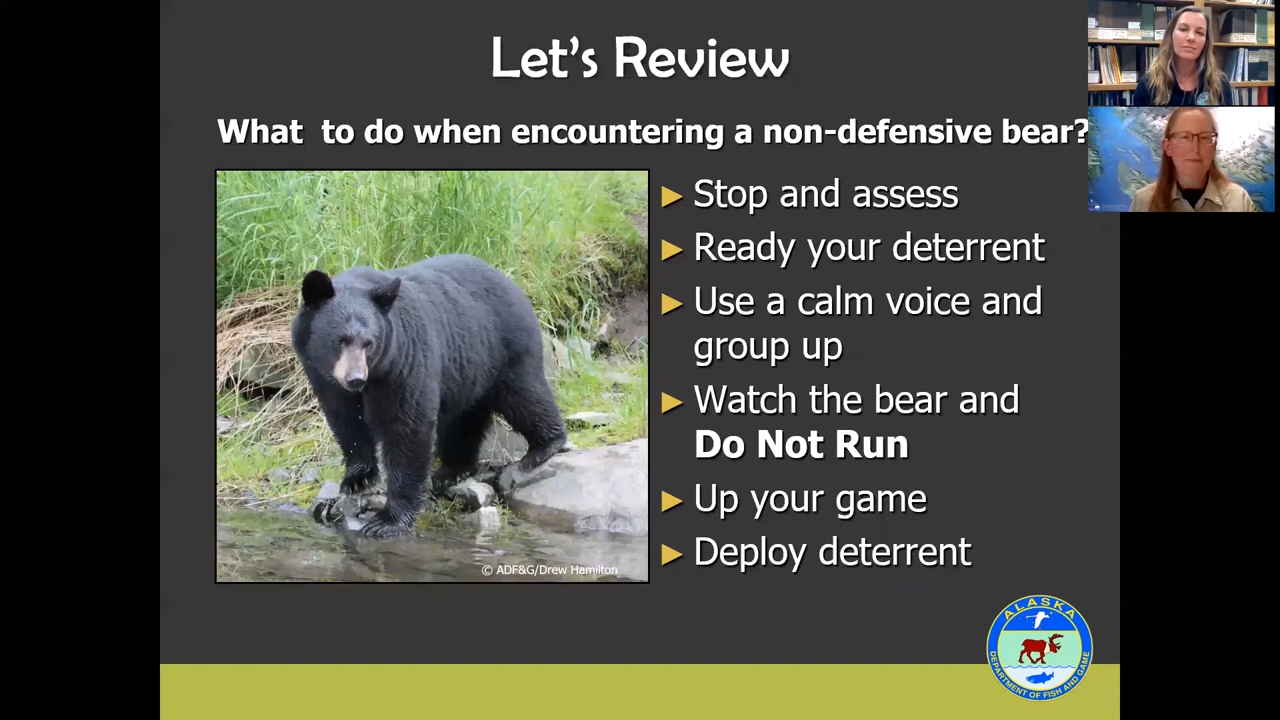 Let's Review
What to do when encountering a non-defensive bear?
► Stop and assess
► Ready your deterrent
► Use a calm voice and
group up
► Watch the bear and
Do Not Run
► Up your game
► Deploy deterrent
© ADF&G/Drew Hamilton
ALASKA
DEPARTMENT OF FISH AND GAME